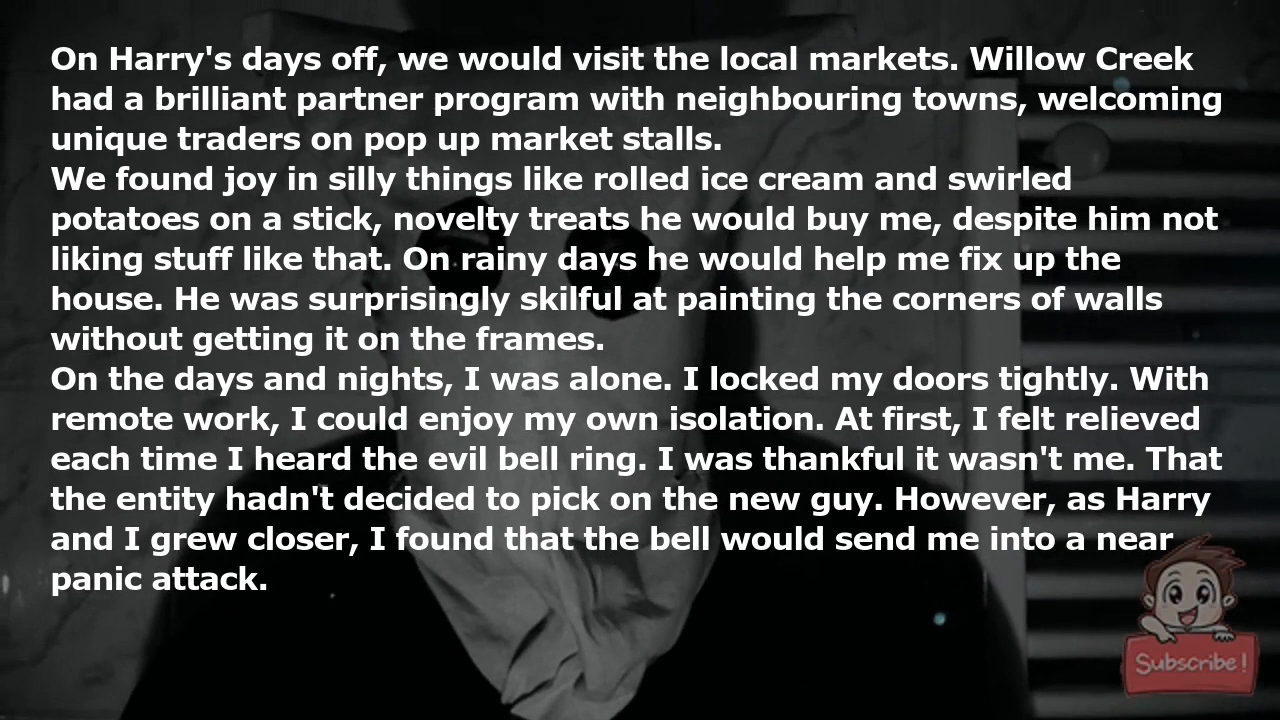 On Harry's days off, we would visit the local markets. Willow Creek
had a brilliant partner program with neighbouring towns, welcoming
unique traders on pop up market stalls.
We found joy in silly things like rolled ice cream and swirled
potatoes on a stick, novelty treats he would buy me, despite him not
liking stuff like that. On rainy days he would help me fix up the
house. He was surprisingly skilful at painting the corners of walls
without getting it on the frames.
On the days and nights, I was alone. I locked my doors tightly. With
remote work, I could enjoy my own isolation. At first, I felt relieved
each time I heard the evil bell ring. I was thankful it wasn't me. That
the entity hadn't decided to pick on the new guy. However, as Harry
and I grew closer, I found that the bell would send me into a near
panic attack.
Subscribe!